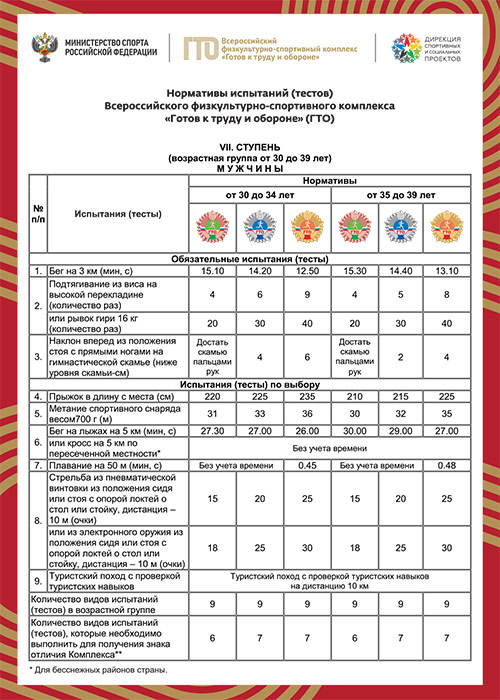 МИНИСТЕРСТВО СПОРТА
РОССИЙСКОЙ ФЕДЕРАЦИИ
ГТО
Всероссийский
физкультурно-спортивный комплекс
«Готов к труду и обороне»
ДИРЕКЦИЯ
СПОРТИВНЫХ
И СОЦИАЛЬНЫХ
ПРОЕКТОВ
Нормативы испытаний (тестов)
Всероссийского физкультурно-спортивного комплекса
«Готов к труду и обороне» (ГТО)
VII. СТУПЕНЬ
(возрастная группа от 30 до 39 лет)
МУЖЧИНЫ
№ п/п
Испытания (тесты)
Нормативы
от 30 до 34 лет от 35 до 39 лет
ГТО ГТО ГТО ГТО ГТО ГТО
Обязательные испытания (тесты)
1. Бег на 3 км (мин, с) 15.10 14.20 12.50 15.30 14.40 13.10
2. Подтягивание из виса на
высокой перекладине
(количество раз) 4 6 9 4 5 8
или рывок гири 16 кг
(количество раз) 20 30 40 20 30 40
3. Наклон вперед из положения
стоя с прямыми ногами на
гимнастической скамье (ниже
уровня скамьи-см) Достать скамью пальцами рук 4 6 Достать скамью пальцами рук 2 4
Испытания (тесты) по выбору
4. Прыжок в длину с места (см) 220 225 235 210 215 225
5. Метание спортивного снаряда
весом700 г (м) 31 33 36 30 32 35
6. Бег на лыжах на 5 км (мин, с) 27.30 27.00 26.00 30.00 29.00 27.00
или кросс на 5 км по
пересеченной местности* Без учета времени
7. Плавание на 50 м (мин, с) Без учета времени 0.45 Без учета времени 0.48
8. Стрельба из пневматической
винтовки из положения сидя
или стоя с опорой локтей о
стол или стойку, дистанция –
10 м (очки) 15 20 25 15 20 25
или из электронного оружия из
положения сидя или стоя с
опорой локтей о стол или
стойку, дистанция – 10 м (очки) 18 25 30 18 25 30
9. Туристский поход с проверкой
туристских навыков Туристский поход с проверкой туристских навыков
на дистанцию 10 км
Количество видов испытаний
(тестов) в возрастной группе 9 9 9 9 9 9
Количество видов испытаний
(тестов), которые необходимо
выполнить для получения знака
отличия Комплекса** 6 7 7 6 7 7
* Для бесснежных районов страны.